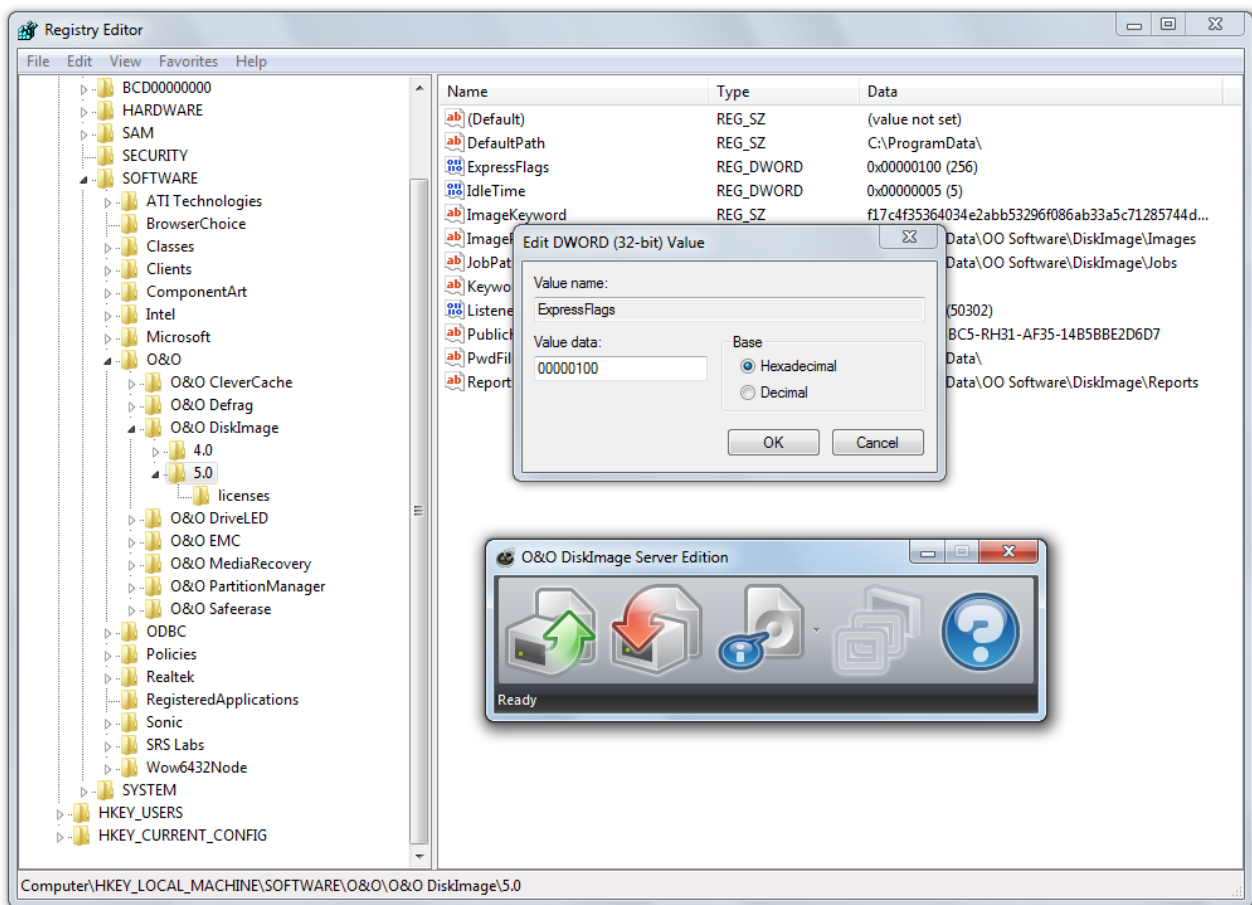 Registry Editor
File Edit View Favorites Help
BCD00000000
HARDWARE
SAM
SECURITY
SOFTWARE
ATI Technologies
BrowserChoice
Classes
Clients
ComponentArt
Intel
Microsoft
O&O
O&O CleverCache
O&O Defrag
O&O DiskImage
4.0
5.0
licenses
O&O DriveLED
O&O EMC
O&O MediaRecovery
O&O PartitionManager
O&O Safeerase
ODBC
Policies
Realtek
RegisteredApplications
Sonic
SRS Labs
Wow6432Node
SYSTEM
HKEY_USERS
HKEY_CURRENT_CONFIG
Name Type Data
(Default) REG_SZ (value not set)
DefaultPath REG_SZ C:\ProgramData\
ExpressFlags REG_DWORD 0x00000100 (256)
IdleTime REG_DWORD 0x00000005 (5)
ImageKeyword REG_SZ f17c4f35364034e2abb53296f086ab33a5c71285744d...
Data\OO Software\DiskImage\Images
JobPat Data\OO Software\DiskImage\Jobs
Keywo
Listene (50302)
BC5-RH31-AF35-14B5BBE2D6D7
PwdFil Data\
Report Data\OO Software\DiskImage\Reports
Edit DWORD (32-bit) Value
Value name:
ExpressFlags
Value data:
00000100
Base
Hexadecimal
Decimal
OK Cancel
O&O DiskImage Server Edition
Ready
Computer\HKEY_LOCAL_MACHINE\SOFTWARE\O&O\O&O DiskImage\5.0